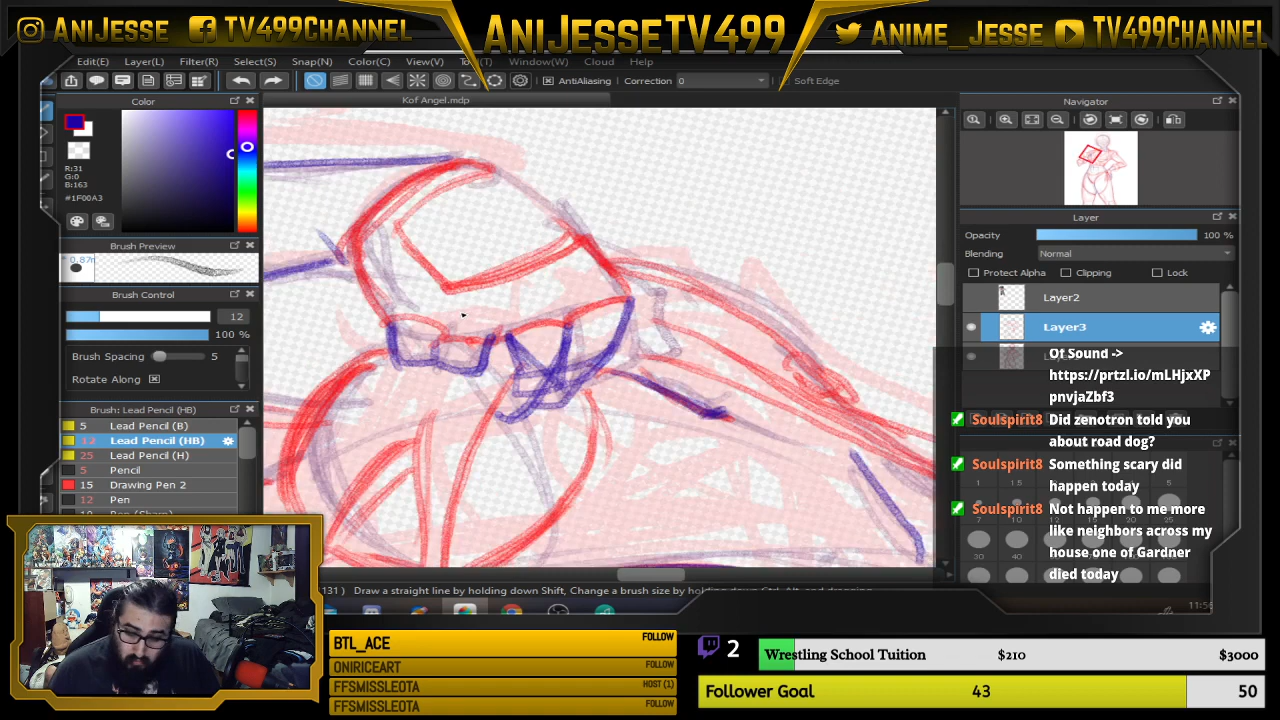 AniJesse
TV499Channel
AniJesseTV499
Anime_Jesse
TV499Channel
Edit(E) Layer(L) Filter(R) Select(S) Snap(N) Color(C) View(V) Window(W) Cloud Help
AntiAliasing Correction 0 Soft Edge
Color
Kof Angel.mdp
Navigator
R:31
G:0
B:163
#1F00A3
Layer
Opacity 100 %
Blending Normal
Protect Alpha Clipping Lock
Brush Preview
Brush Control
12
100 %
Brush Spacing 5
Rotate Along
Layer2
Layer3
Brush: Lead Pencil (HB)
5 Lead Pencil (B)
12 Lead Pencil (HB)
25 Lead Pencil (H)
5 Pencil
15 Drawing Pen 2
12 Pen
Of Sound ->
https://prtzl.io/mLHjxXP
pnvjaZbf3
Soulspirit8 Did zenotron told you
about road dog?
Soulspirit8 Something scary did
happen today
Soulspirit8 Not happen to me more
like neighbors across my
house one of Gardner
died today
131 ) Draw a straight line by holding down Shift, Change a brush size by
BTL_ACE FOLLOW
ONIRICEART FOLLOW
FFSMISSLEOTA HOST (1)
FFSMISSLEOTA FOLLOW
2
Wrestling School Tuition $210 $3000
Follower Goal 43 50